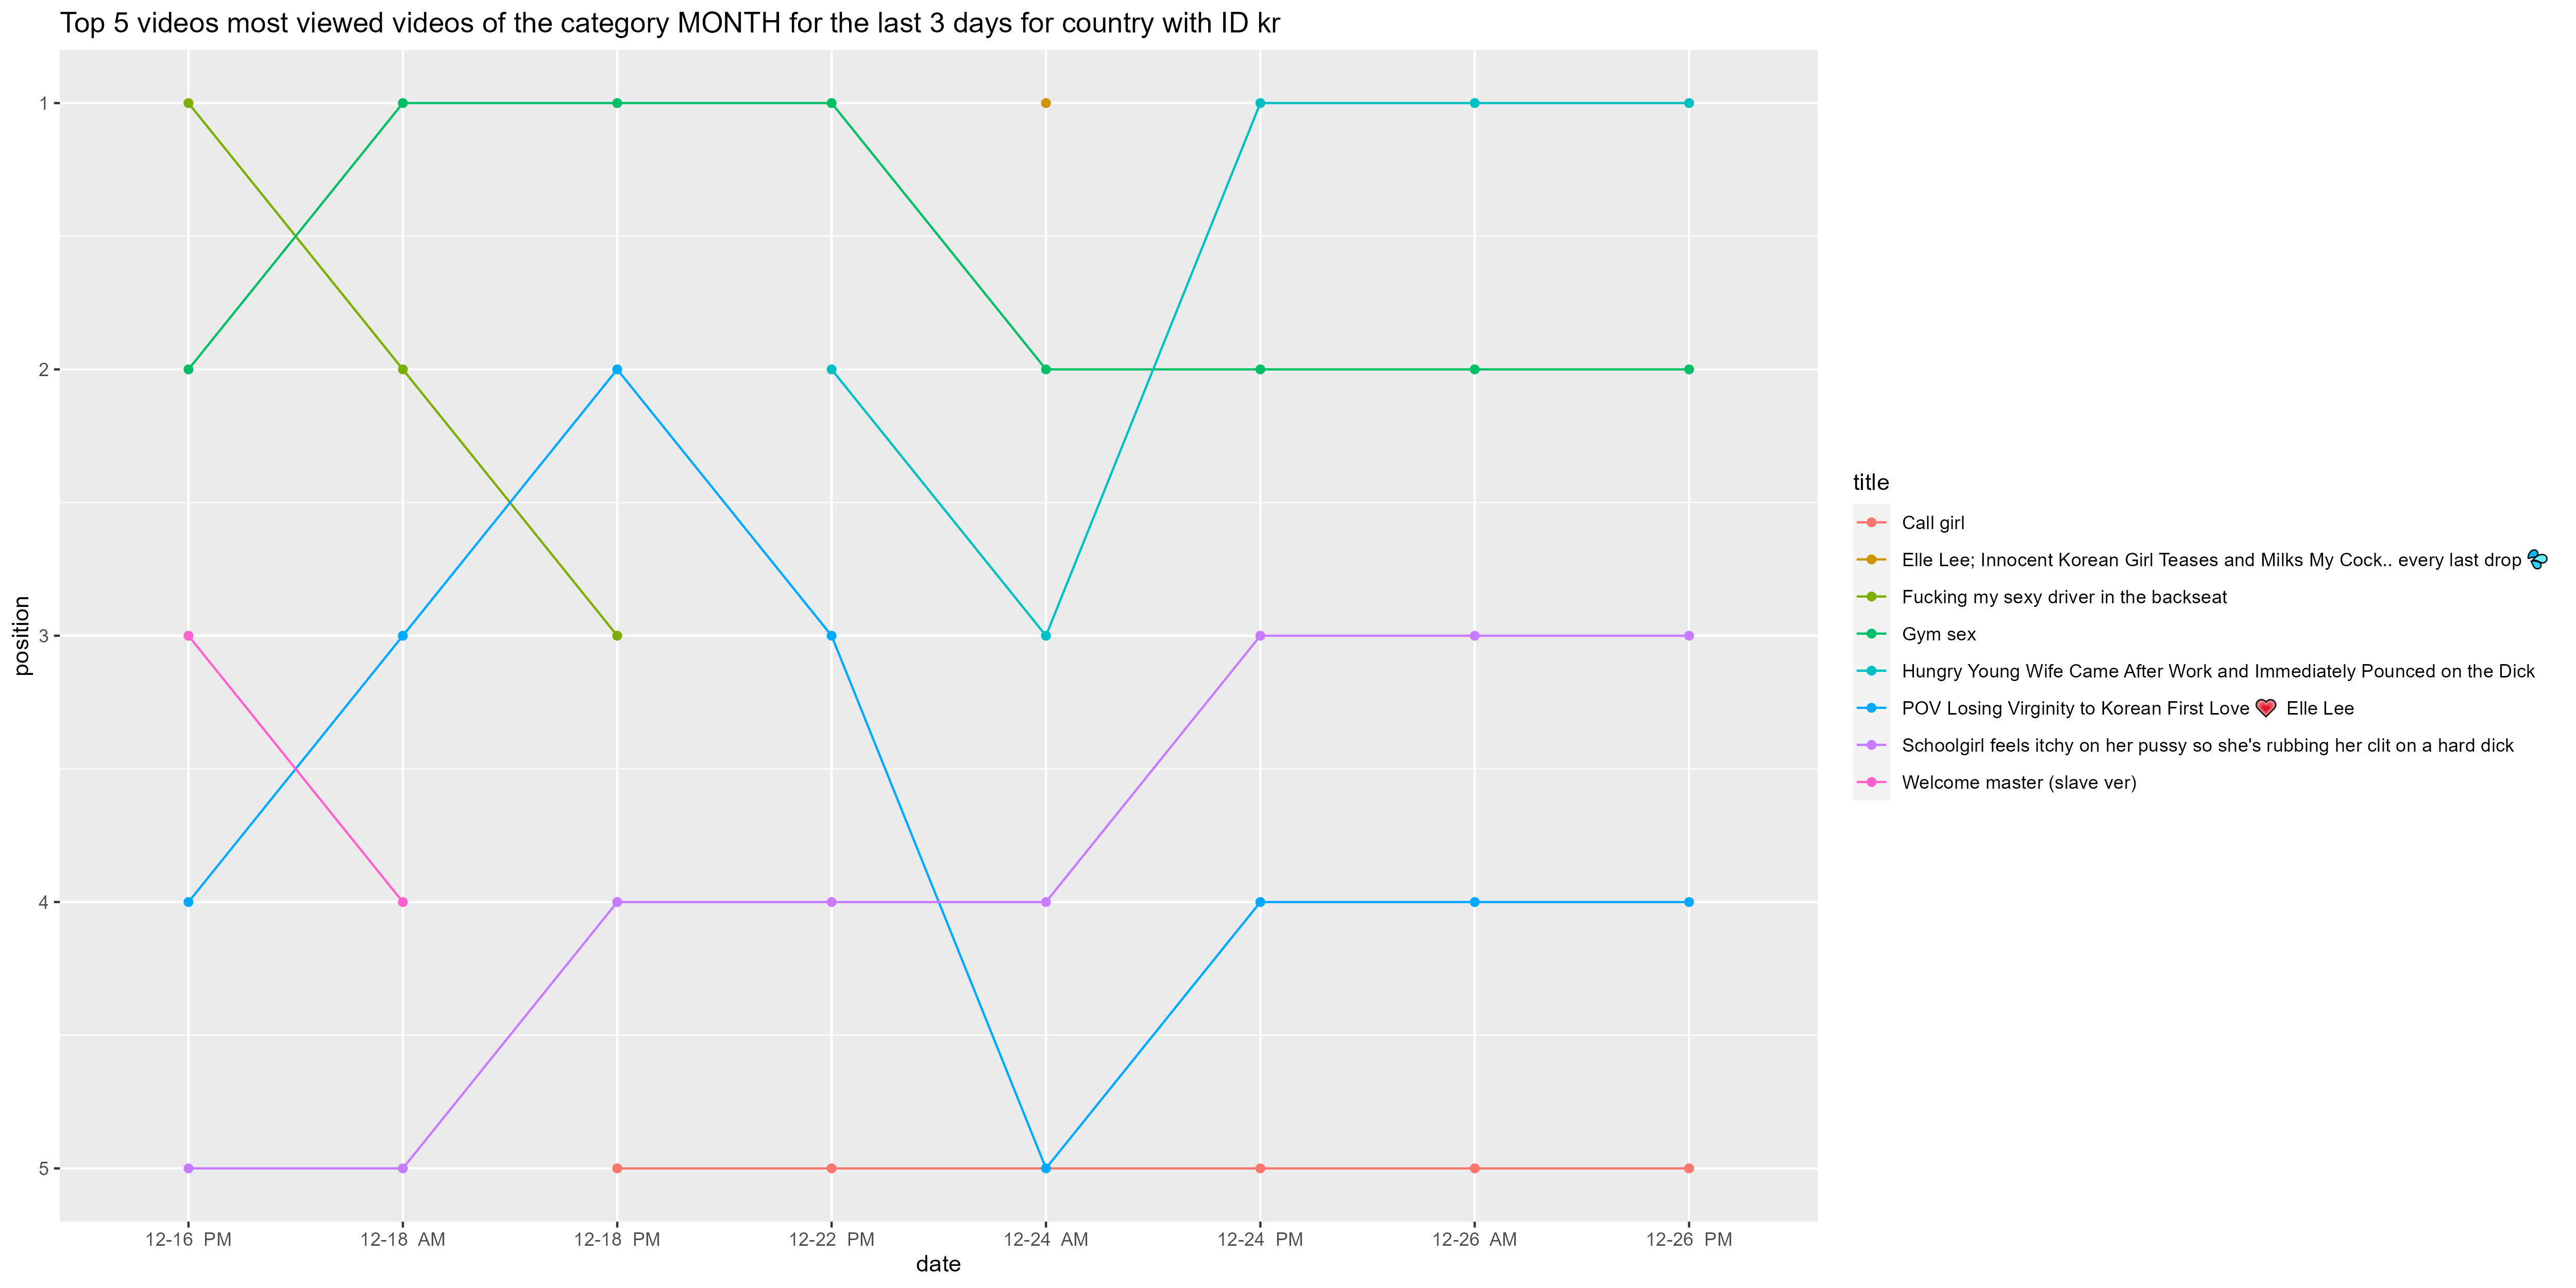 Top 5 videos most viewed videos of the category MONTH for the last 3 days for country with ID kr
position
1
2
3
4
5
12-16 PM
12-18 AM
12-18 PM
12-22 PM
12-24 AM
12-24 PM
12-26 AM
12-26 PM
date
title
Call girl
Elle Lee; Innocent Korean Girl Teases and Milks My Cock.. every last drop 💦
Fucking my sexy driver in the backseat
Gym sex
Hungry Young Wife Came After Work and Immediately Pounced on the Dick
POV Losing Virginity to Korean First Love 💗 Elle Lee
Schoolgirl feels itchy on her pussy so she's rubbing her clit on a hard dick
Welcome master (slave ver)